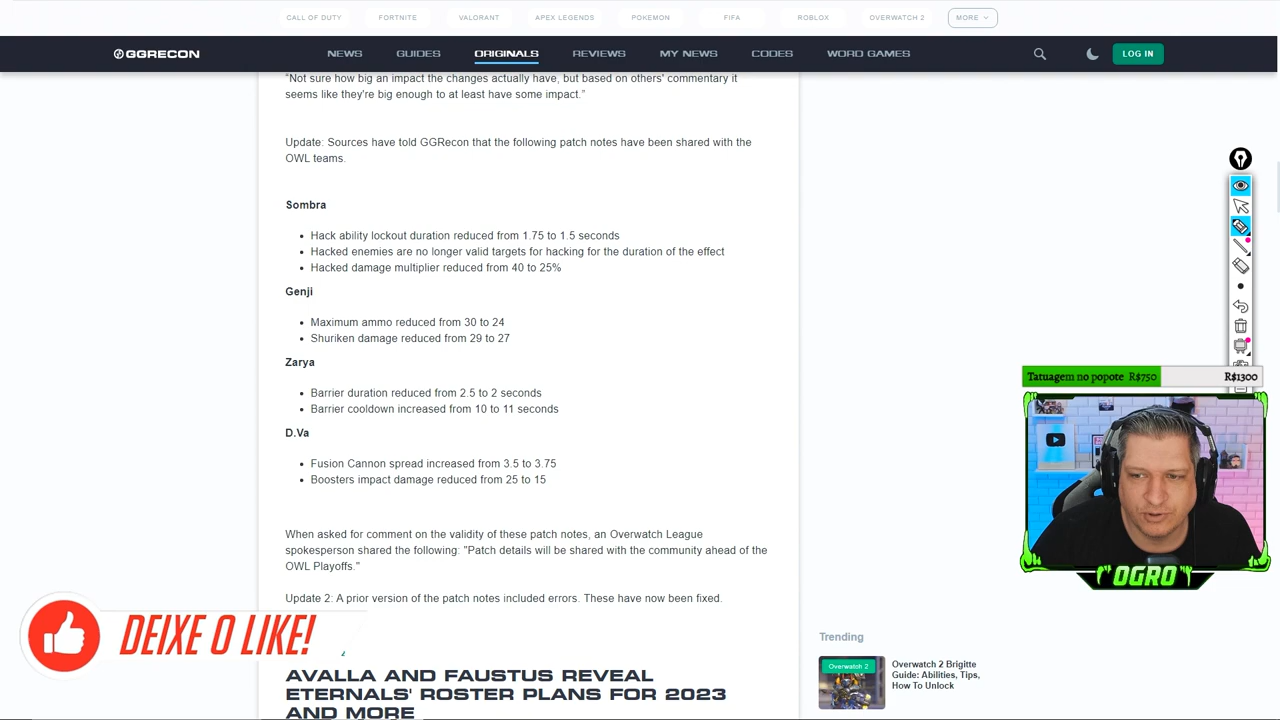 CALL OF DUTY FORTNITE VALORANT APEX LEGENDS POKEMON FIFA ROBLOX OVERWATCH 2 MORE
GGRECON NEWS GUIDES ORIGINALS REVIEWS MY NEWS CODES WORD GAMES LOG IN
"Not sure how big an impact the changes actually have, but based on others' commentary it
seems like they're big enough to at least have some impact."
Update: Sources have told GGRecon that the following patch notes have been shared with the
OWL teams.
Sombra
Hack ability lockout duration reduced from 1.75 to 1.5 seconds
Hacked enemies are no longer valid targets for hacking for the duration of the effect
Hacked damage multiplier reduced from 40 to 25%
Genji
Maximum ammo reduced from 30 to 24
Shuriken damage reduced from 29 to 27
Zarya
Barrier duration reduced from 2.5 to 2 seconds
Barrier cooldown increased from 10 to 11 seconds
D.Va
Fusion Cannon spread increased from 3.5 to 3.75
Boosters impact damage reduced from 25 to 15
When asked for comment on the validity of these patch notes, an Overwatch League
spokesperson shared the following: "Patch details will be shared with the community ahead of the
OWL Playoffs."
Update 2: A prior version of the patch notes included errors. These have now been fixed.
AVALLA AND FAUSTUS REVEAL
ETERNALS' ROSTER PLANS FOR 2023
AND MORE
Tatuagem no popote R$750 R$1300
OGRO
DEIXE O LIKE!
Trending
Overwatch 2
Overwatch 2 Brigitte
Guide: Abilities, Tips,
How To Unlock